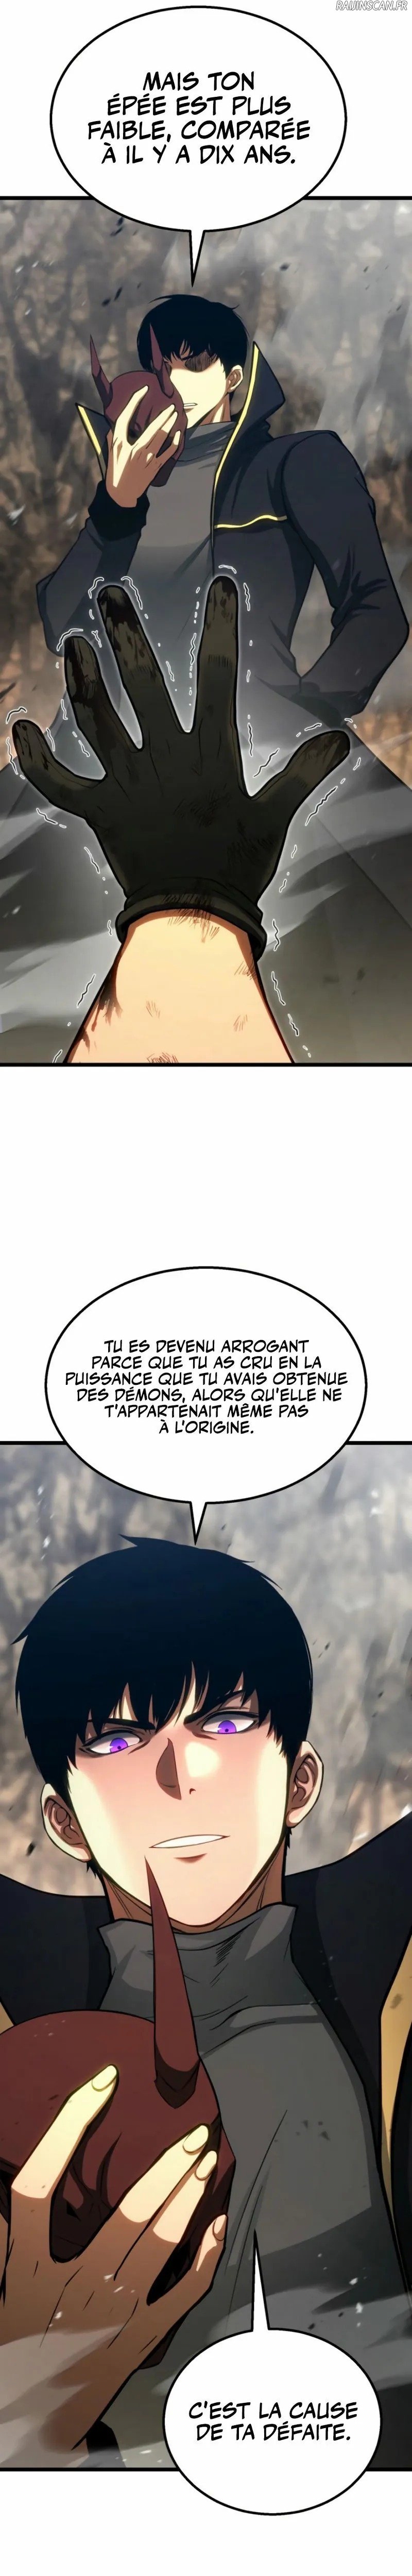 RAIJINSCAN.FR
MAIS TON
ÉPÉE EST PLUS
FAIBLE, COMPARÉE
À IL Y A DIX ANS.
TU ES DEVENU ARROGANT
PARCE QUE TU AS CRU EN LA
PUISSANCE QUE TU AVAIS OBTENUE
DES DÉMONS, ALORS QU'ELLE NE
T'APPARTENAIT MÊME PAS
À L'ORIGINE.
C'EST LA CAUSE
DE TA DÉFAITE.